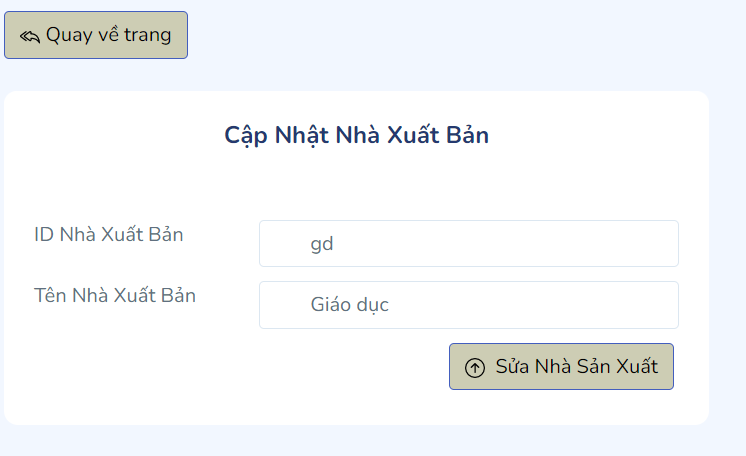 Quay về trang
Cập Nhật Nhà Xuất Bản
ID Nhà Xuất Bản
gd
Tên Nhà Xuất Bản
Giáo dục
Sửa Nhà Sản Xuất